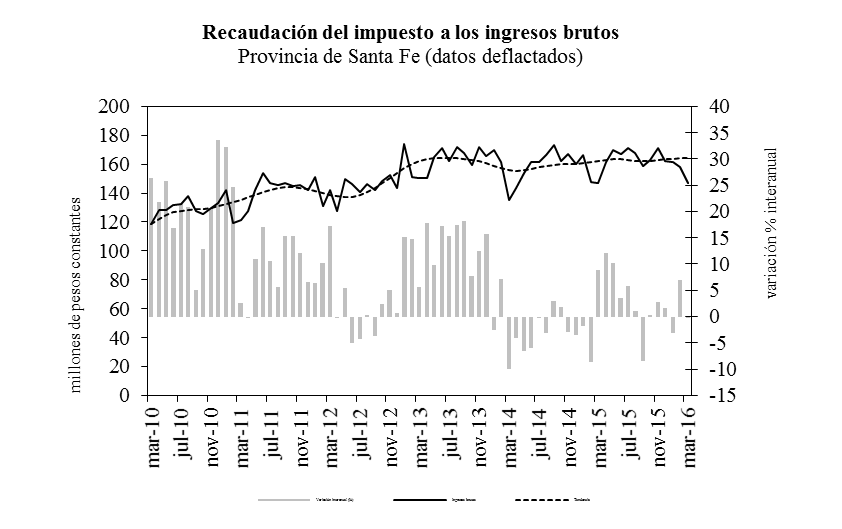 Recaudación del impuesto a los ingresos brutos
Provincia de Santa Fe (datos deflactados)
millones de pesos constantes
200
180
160
140
120
100
80
60
40
20
0
40
35
30
25
20
15
10
5
0
-5
-10
-15
variación % interanual
mar-10
jul-10
nov-10
mar-11
jul-11
nov-11
mar-12
jul-12
nov-12
mar-13
jul-13
nov-13
mar-14
jul-14
nov-14
mar-15
jul-15
nov-15
mar-16
Variación interanual (%) Ingresos brutos Tendencia